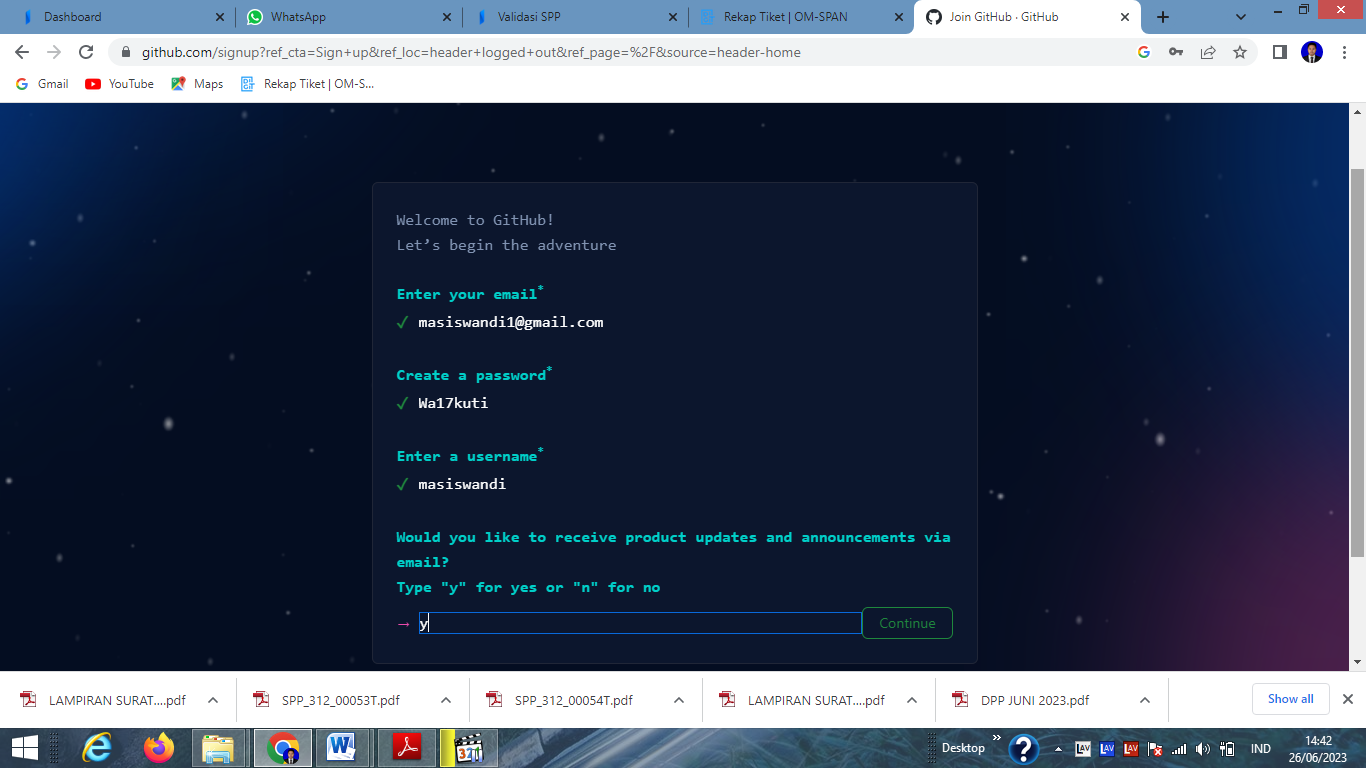 Dashboard
WhatsApp
Validasi SPP
Rekap Tiket | OM-SPAN
Join GitHub · GitHub
github.com/signup?ref_cta=Sign+up&ref_loc=header+logged+out&ref_page=%2F&source=header-home
Gmail
YouTube
Maps
Rekap Tiket | OM-S...
Welcome to GitHub!
Let’s begin the adventure
Enter your email*
✓ masiswandi1@gmail.com
Create a password*
✓ Wa17kuti
Enter a username*
✓ masiswandi
Would you like to receive product updates and announcements via
email?
Type "y" for yes or "n" for no
→ y
Continue
LAMPIRAN SURAT....pdf
SPP_312_00053T.pdf
SPP_312_00054T.pdf
LAMPIRAN SURAT....pdf
DPP JUNI 2023.pdf
Show all
Desktop
LAV
LAV
LAV
IND
14:42
26/06/2023